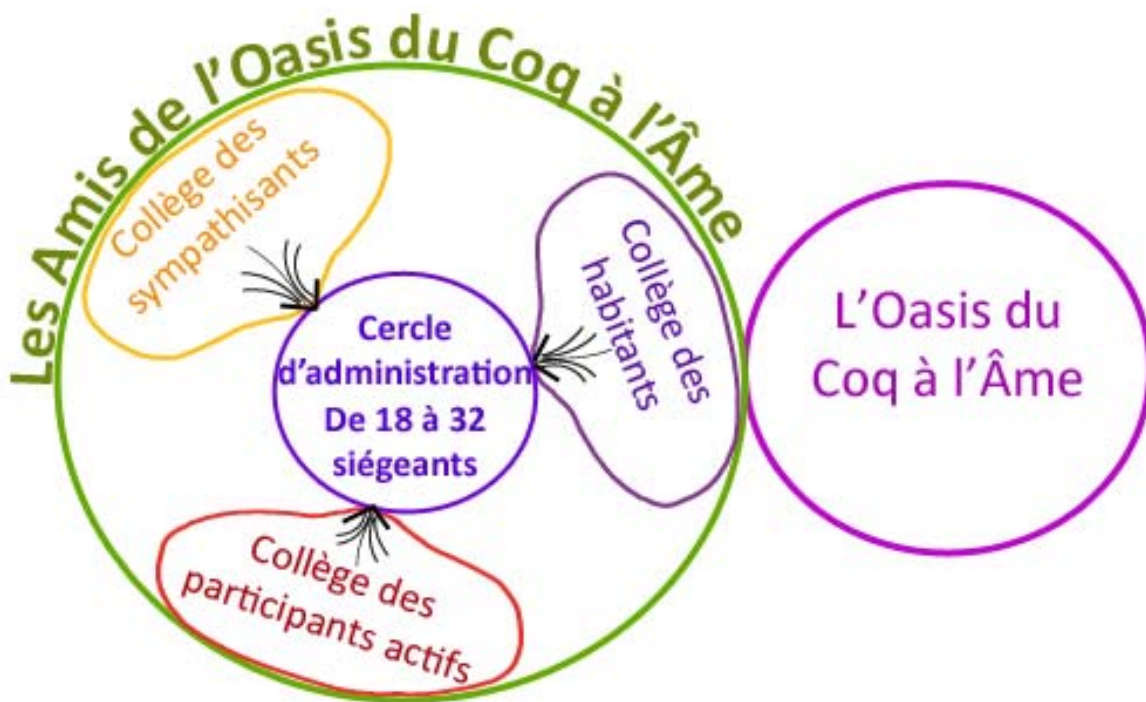 Les Amis de l'Oasis du Coq à l'Âme
Collège des
sympathisants
Collège des
habitants
Cercle
d'administration
De 18 à 32
siégeants
Collège des
participants actifs
L'Oasis du
Coq à l'Âme